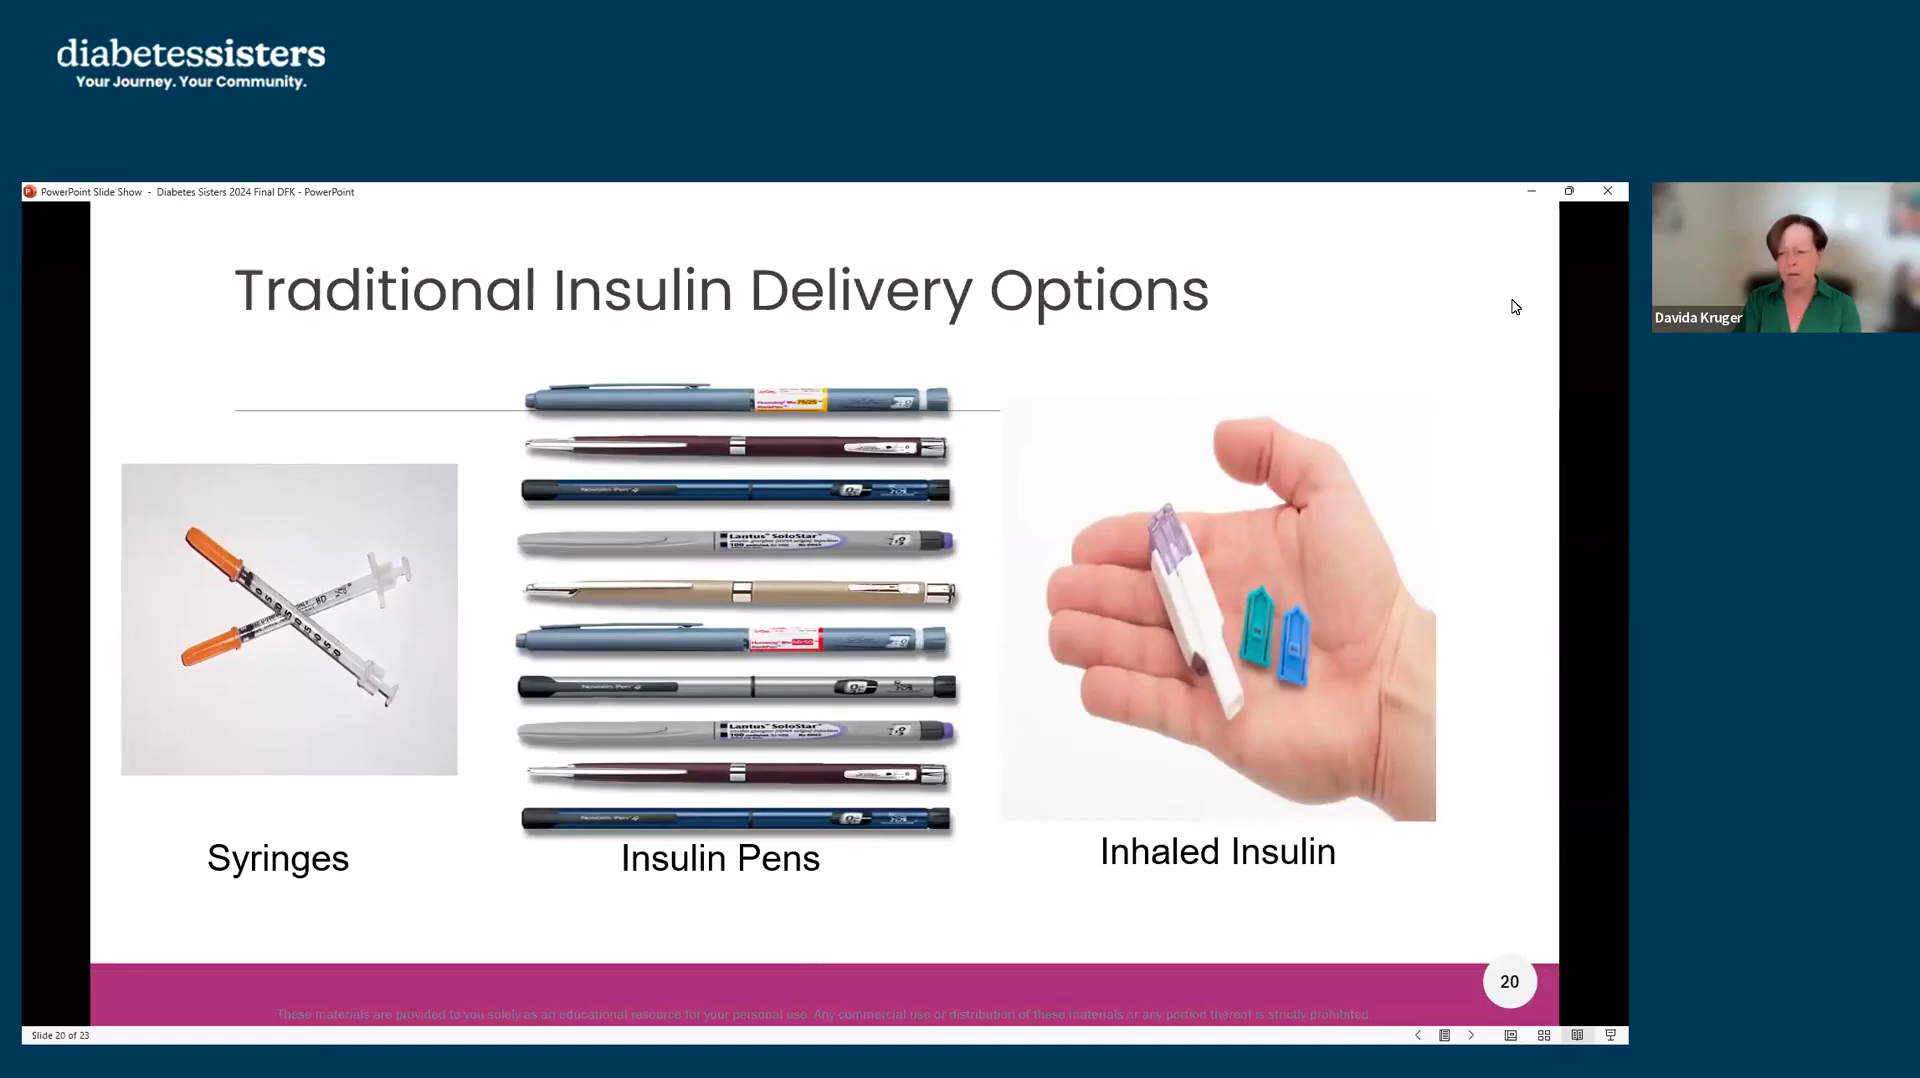 diabetessisters
Your Journey. Your Community.
PowerPoint Slide Show - Diabetes Sisters 2024 Final DFK - PowerPoint
Traditional Insulin Delivery Options
Davida Kruger
Lantus® SoloStar®
Lantus® SoloStar®
Syringes
Insulin Pens
Inhaled Insulin
20
These materials are provided to you solely as an educational resource for your personal use. Any commercial use or distribution of these materials or any portion thereof is strictly prohibited.
Slide 20 of 23